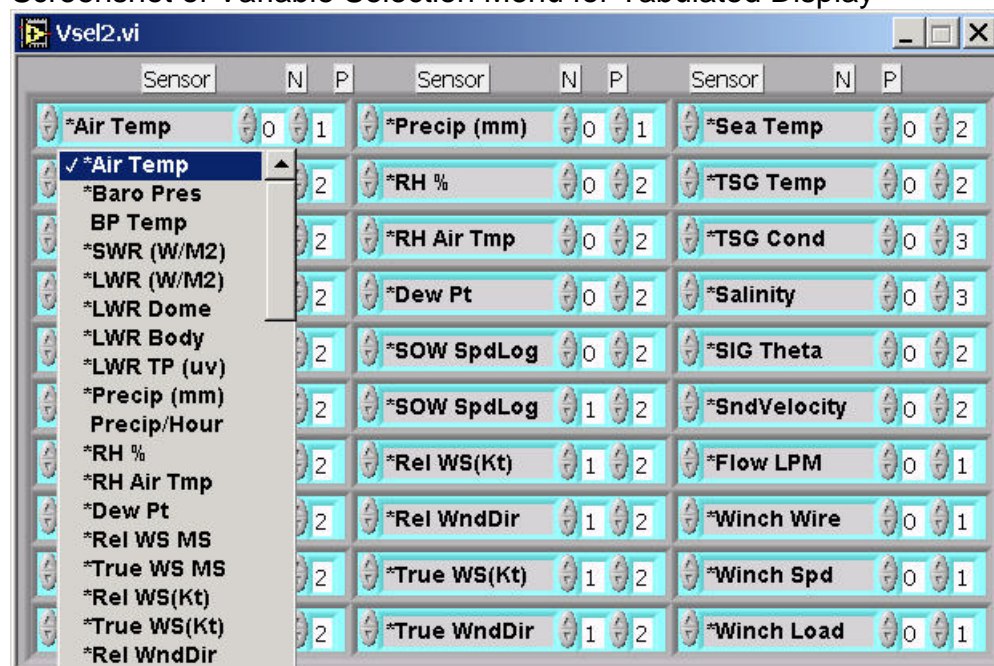 Screenshot of Variable Selection Menu for Tabulated Display
Vsel2.vi
Sensor N P Sensor N P Sensor N P
*Air Temp 0 1 *Precip (mm) 0 1 *Sea Temp 0 2
2 *RH % 0 2 *TSG Temp 0 2
2 *RH Air Tmp 0 2 *TSG Cond 0 3
2 *Dew Pt 0 2 *Salinity 0 3
2 *SOW SpdLog 0 2 *SIG Theta 0 2
2 *SOW SpdLog 1 2 *SndVelocity 0 2
2 *Rel WS(Kt) 1 2 *Flow LPM 0 1
2 *Rel WndDir 1 2 *Winch Wire 0 1
2 *True WS(Kt) 1 2 *Winch Spd 0 1
2 *True WndDir 1 2 *Winch Load 0 1
✓ *Air Temp
*Baro Pres
BP Temp
*SWR (W/M2)
*LWR (W/M2)
*LWR Dome
*LWR Body
*LWR TP (uv)
*Precip (mm)
Precip/Hour
*RH %
*RH Air Tmp
*Dew Pt
*Rel WS MS
*True WS MS
*Rel WS(Kt)
*True WS(Kt)
*Rel WndDir